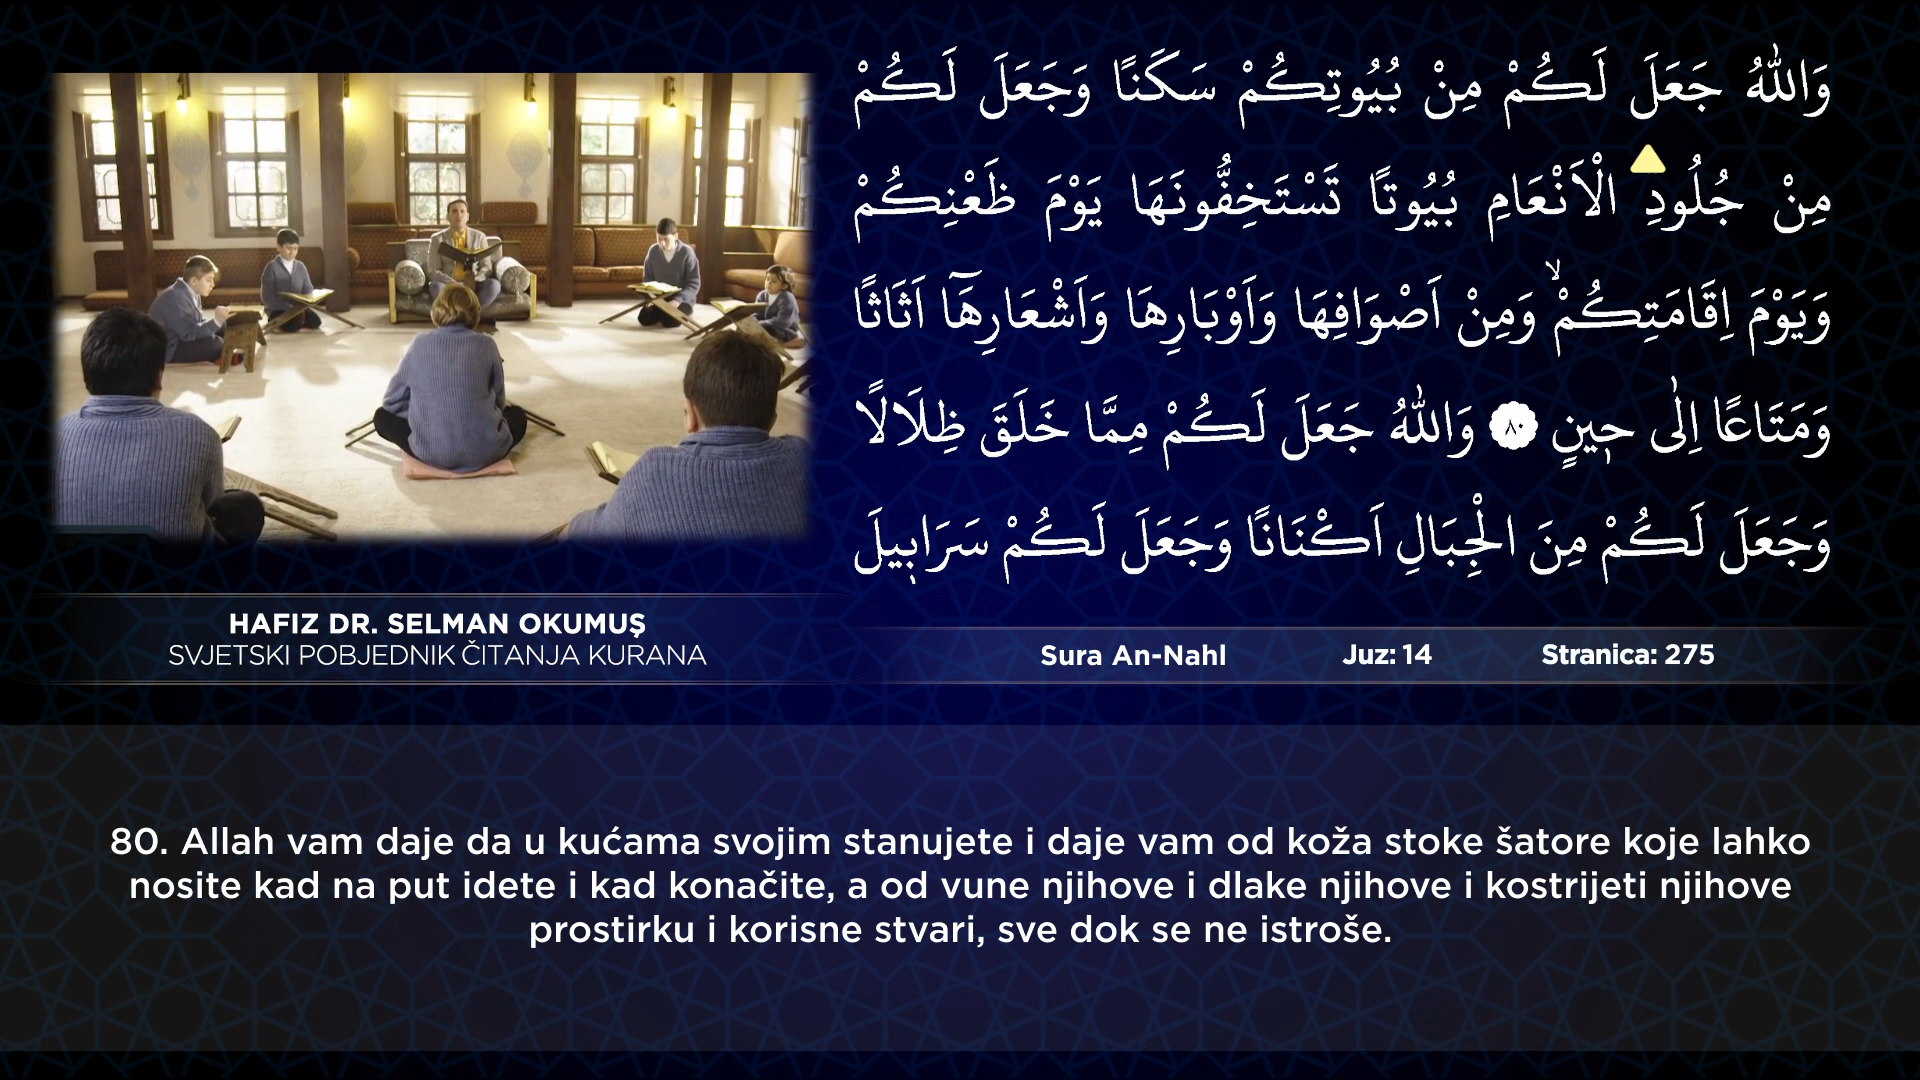 وَاللّٰهُ جَعَلَ لَكُمْ مِنْ بُيُوتِكُمْ سَكَنًا وَجَعَلَ لَكُمْ
مِنْ جُلُودِ الْاَنْعَامِ بُيُوتًا تَسْتَخِفُّونَهَا يَوْمَ ظَعْنِكُمْ
وَيَوْمَ اِقَامَتِكُمْۙ وَمِنْ اَصْوَافِهَا وَاَوْبَارِهَا وَاَشْعَارِهَٓا اَثَاثًا
وَمَتَاعًا اِلٰى ح۪ينٍ ٨٠ وَاللّٰهُ جَعَلَ لَكُمْ مِمَّا خَلَقَ ظِلَالًا
وَجَعَلَ لَكُمْ مِنَ الْجِبَالِ اَكْنَانًا وَجَعَلَ لَكُمْ سَرَاب۪يلَ
HAFIZ DR. SELMAN OKUMUŞ
SVJETSKI POBJEDNIK ČITANJA KURANA
Sura An-Nahl Juz: 14 Stranica: 275
80. Allah vam daje da u kućama svojim stanujete i daje vam od koža stoke šatore koje lahko
nosite kad na put idete i kad konačite, a od vune njihove i dlake njihove i kostrijeti njihove
prostirku i korisne stvari, sve dok se ne istroše.